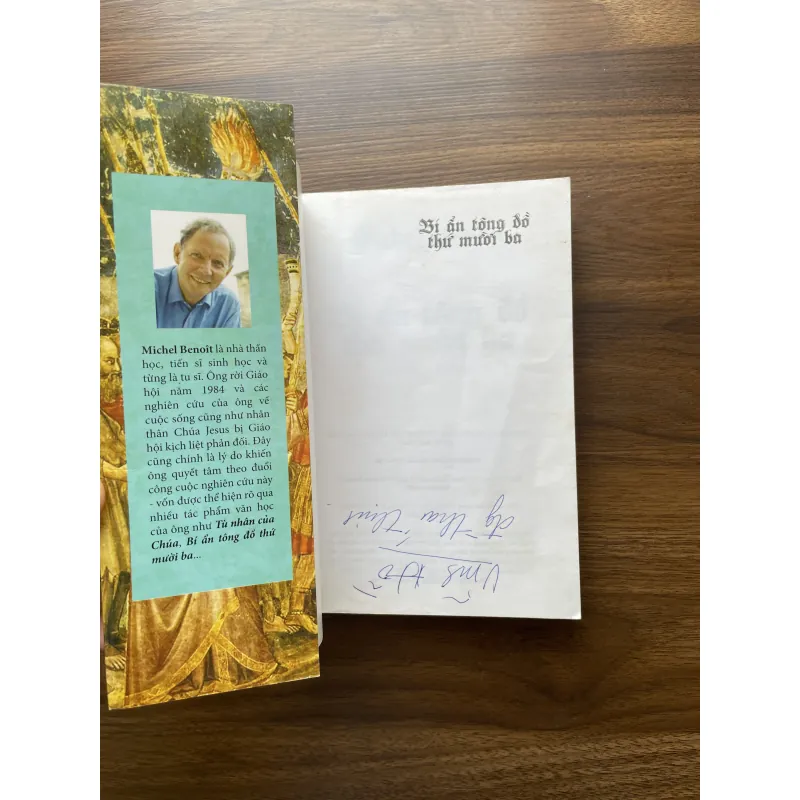 Michel Benoît là nhà thần
học, tiến sĩ sinh học và
từng là tu sĩ. Ông rời Giáo
hội năm 1984 và các
nghiên cứu của ông về
cuộc sống cũng như nhân
thân Chúa Jesus bị Giáo
hội kịch liệt phản đối. Đây
cũng chính là lý do khiến
ông quyết tâm theo đuổi
công cuộc nghiên cứu này
- vốn được thể hiện rõ qua
nhiều tác phẩm văn học
của ông như Tù nhân của
Chúa, Bí ẩn tông đồ thứ
mười ba...
Bí ẩn tông đồ
thứ mười ba